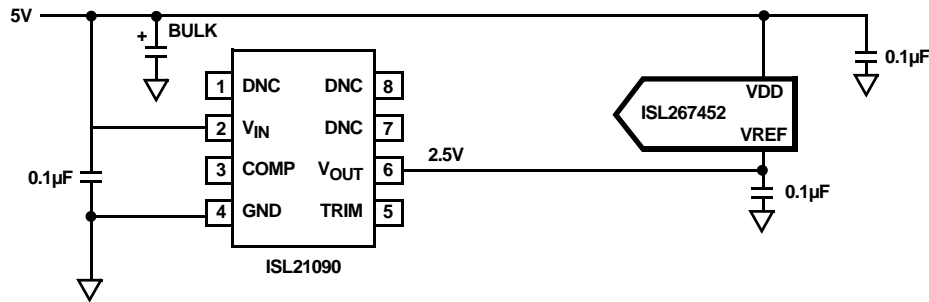 5V
BULK
+
0.1µF
1 DNC DNC 8
2 VIN DNC 7
3 COMP VOUT 6
4 GND TRIM 5
ISL21090
2.5V
ISL267452
VDD
VREF
0.1µF
0.1µF